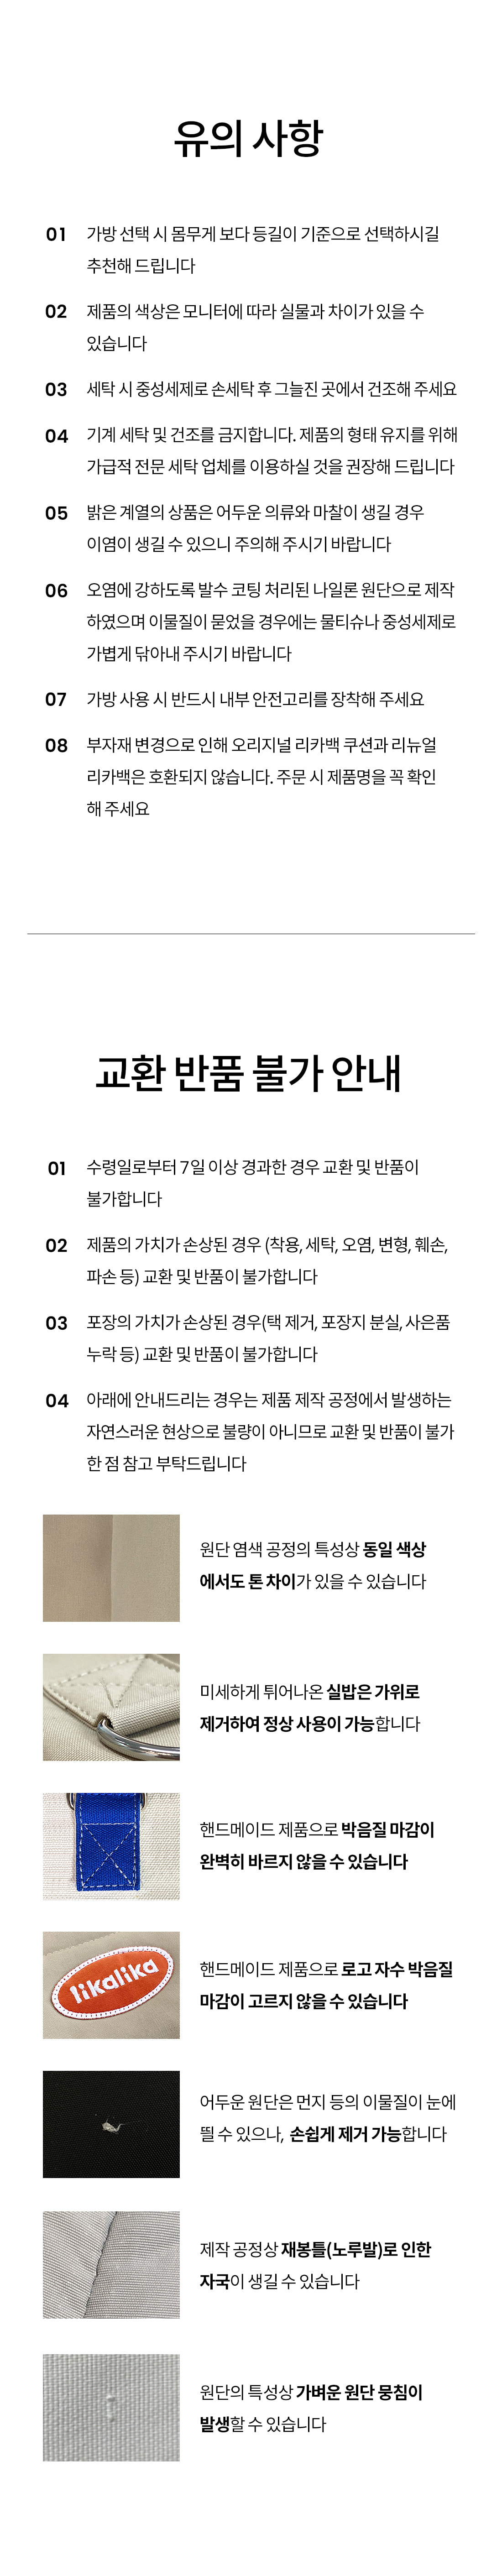 유의 사항
01 가방 선택 시 몸무게 보다 등길이 기준으로 선택하시길
추천해 드립니다
02 제품의 색상은 모니터에 따라 실물과 차이가 있을 수
있습니다
03 세탁 시 중성세제로 손세탁 후 그늘진 곳에서 건조해 주세요
04 기계 세탁 및 건조를 금지합니다. 제품의 형태 유지를 위해
가급적 전문 세탁 업체를 이용하실 것을 권장해 드립니다
05 밝은 계열의 상품은 어두운 의류와 마찰이 생길 경우
이염이 생길 수 있으니 주의해 주시기 바랍니다
06 오염에 강하도록 발수 코팅 처리된 나일론 원단으로 제작
하였으며 이물질이 묻었을 경우에는 물티슈나 중성세제로
가볍게 닦아내 주시기 바랍니다
07 가방 사용 시 반드시 내부 안전고리를 장착해 주세요
08 부자재 변경으로 인해 오리지널 리카백 쿠션과 리뉴얼
리카백은 호환되지 않습니다. 주문 시 제품명을 꼭 확인
해 주세요
교환 반품 불가 안내
01 수령일로부터 7일 이상 경과한 경우 교환 및 반품이
불가합니다
02 제품의 가치가 손상된 경우 (착용, 세탁, 오염, 변형, 훼손,
파손 등) 교환 및 반품이 불가합니다
03 포장의 가치가 손상된 경우(택 제거, 포장지 분실, 사은품
누락 등) 교환 및 반품이 불가합니다
04 아래에 안내드리는 경우는 제품 제작 공정에서 발생하는
자연스러운 현상으로 불량이 아니므로 교환 및 반품이 불가
한 점 참고 부탁드립니다
원단 염색 공정의 특성상 동일 색상
에서도 톤 차이가 있을 수 있습니다
미세하게 튀어나온 실밥은 가위로
제거하여 정상 사용이 가능합니다
핸드메이드 제품으로 박음질 마감이
완벽히 바르지 않을 수 있습니다
likalika
핸드메이드 제품으로 로고 자수 박음질
마감이 고르지 않을 수 있습니다
어두운 원단은 먼지 등의 이물질이 눈에
띌 수 있으나, 손쉽게 제거 가능합니다
제작 공정상 재봉틀(노루발)로 인한
자국이 생길 수 있습니다
원단의 특성상 가벼운 원단 뭉침이
발생할 수 있습니다